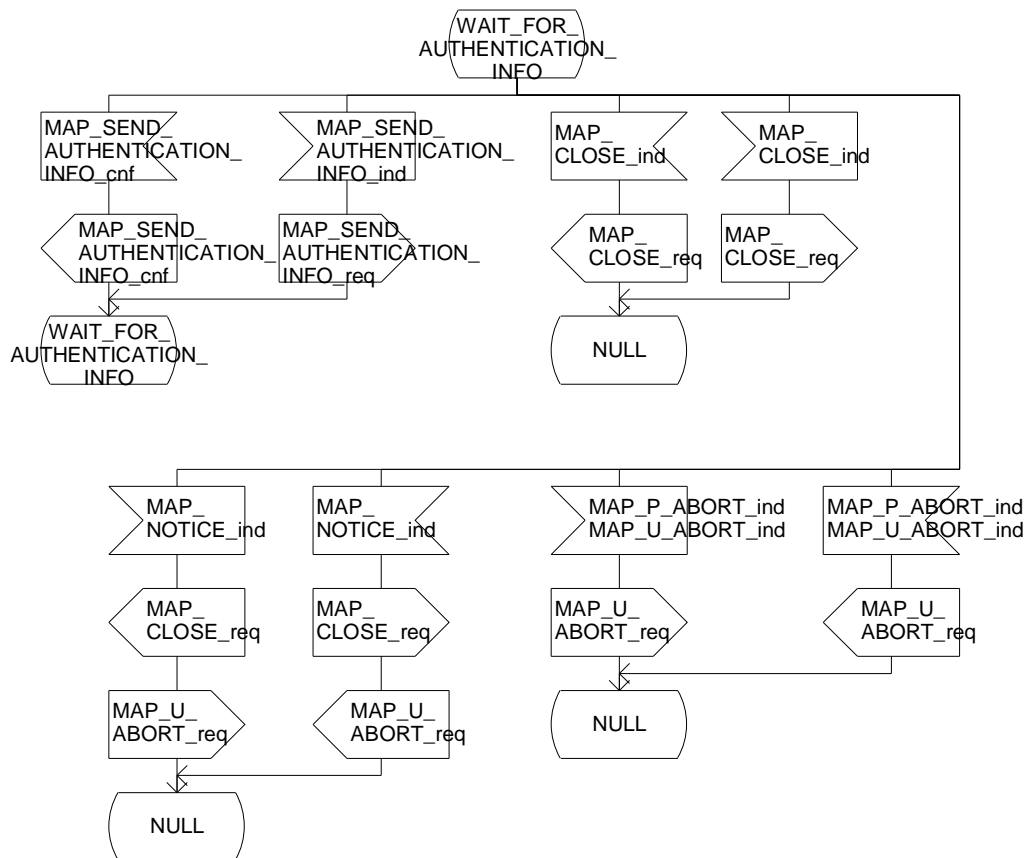 WAIT_FOR_
AUTHENTICATION_
INFO
MAP_SEND_
AUTHENTICATION_
INFO_cnf
MAP_SEND_
AUTHENTICATION_
INFO_ind
MAP_
CLOSE_ind
MAP_
CLOSE_ind
MAP_SEND_
AUTHENTICATION_
INFO_cnf
MAP_SEND_
AUTHENTICATION_
INFO_req
MAP_
CLOSE_req
MAP_
CLOSE_req
WAIT_FOR_
AUTHENTICATION_
INFO
NULL
MAP_
NOTICE_ind
MAP_
NOTICE_ind
MAP_P_ABORT_ind
MAP_U_ABORT_ind
MAP_P_ABORT_ind
MAP_U_ABORT_ind
MAP_
CLOSE_req
MAP_
CLOSE_req
MAP_U_
ABORT_req
MAP_U_
ABORT_req
MAP_U_
ABORT_req
MAP_U_
ABORT_req
NULL
NULL